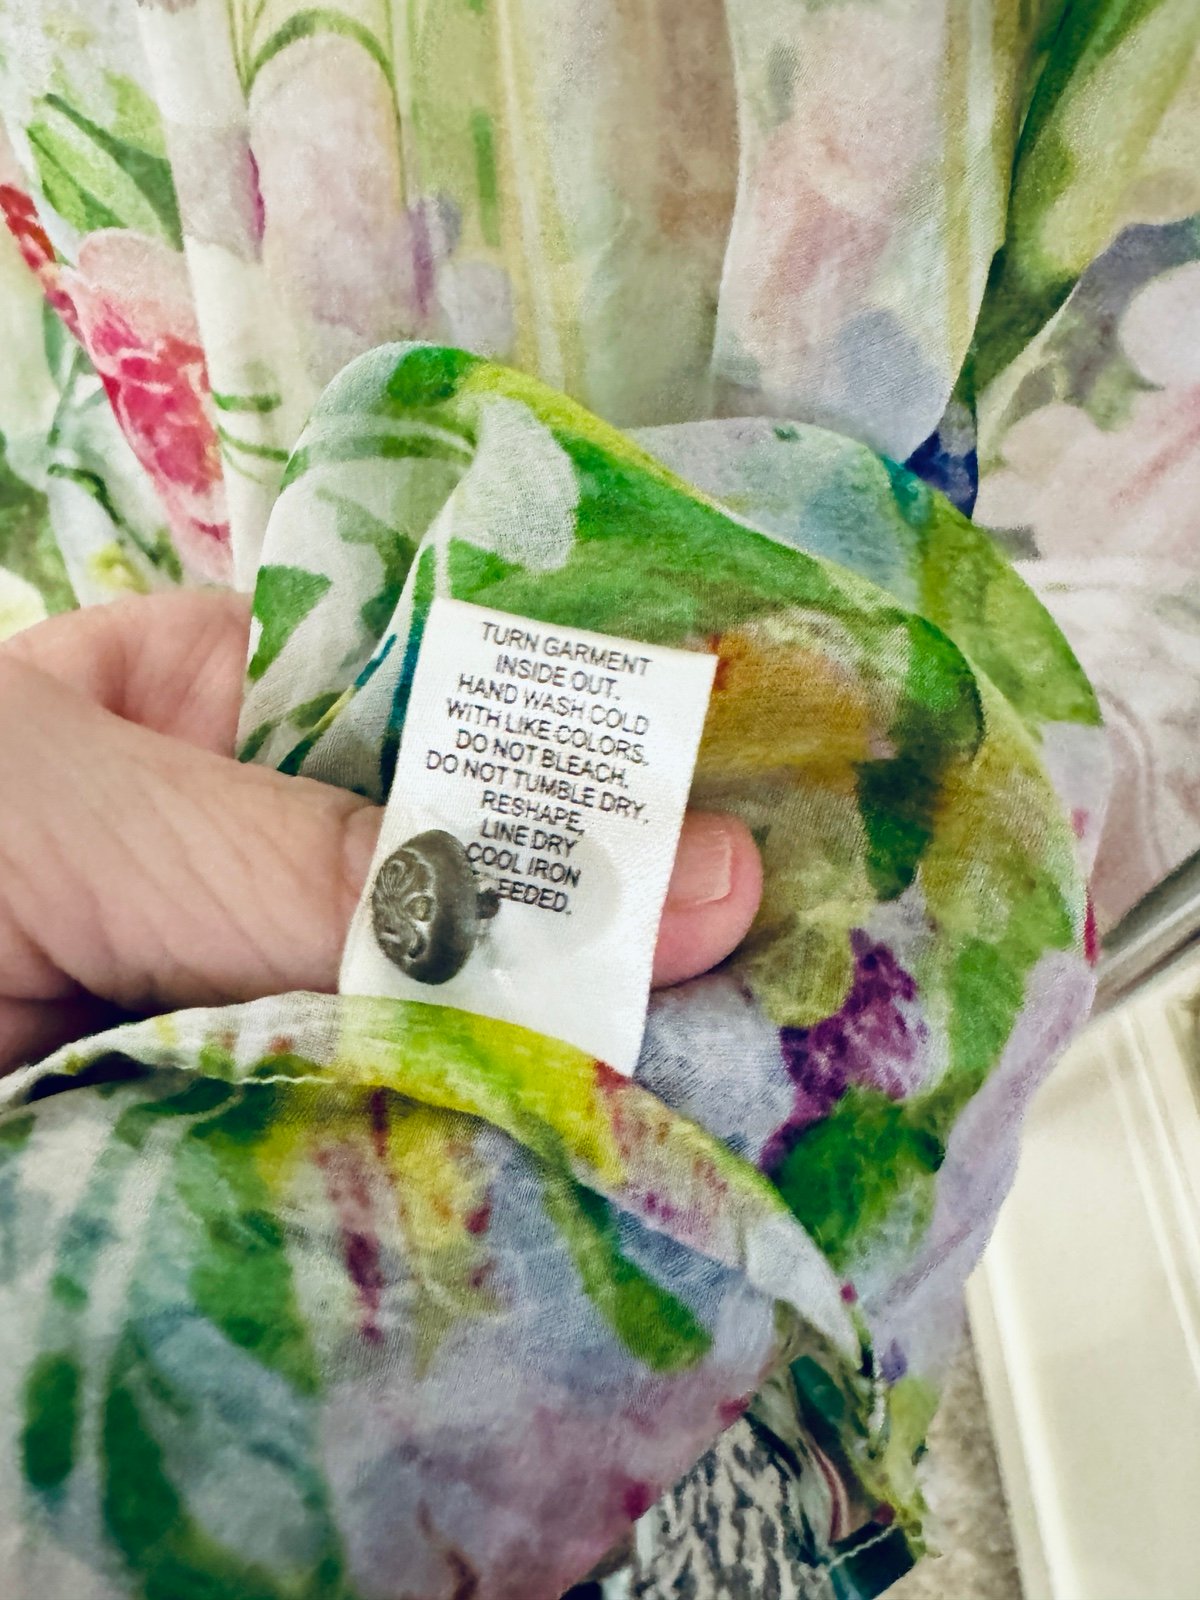 TURN GARMENT
INSIDE OUT.
HAND WASH COLD
WITH LIKE COLORS.
DO NOT BLEACH.
DO NOT TUMBLE DRY.
RESHAPE,
LINE DRY
COOL IRON
EEDED.